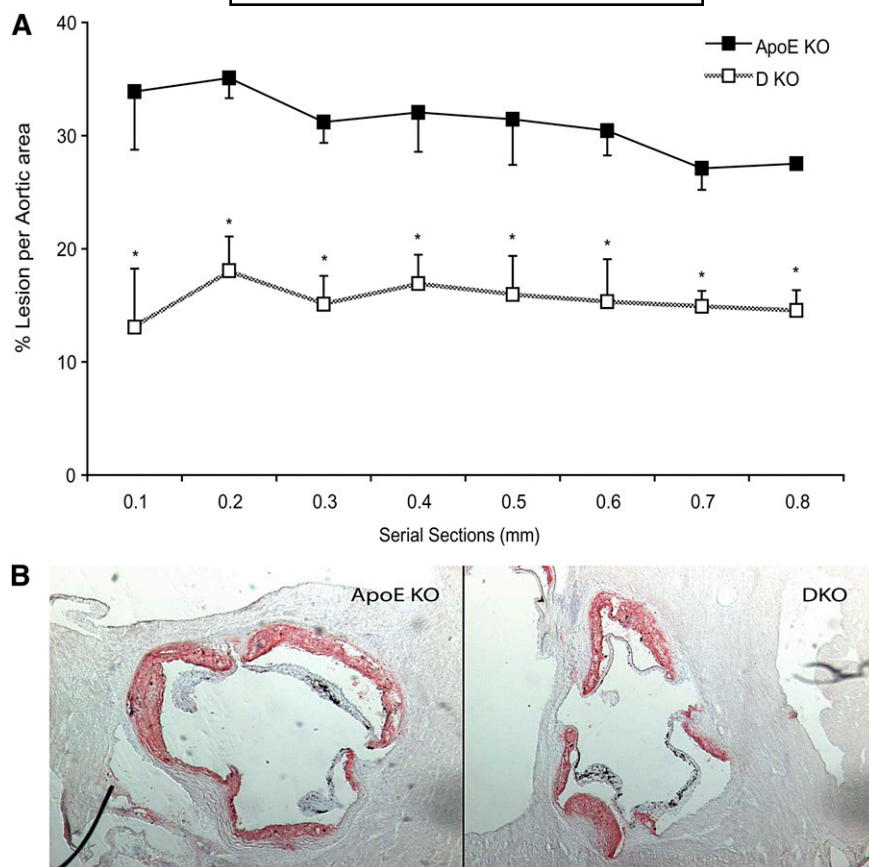 A
ApoE KO
D KO
40
30
20
10
0
% Lesion per Aortic area
* * * * * * * *
0.1 0.2 0.3 0.4 0.5 0.6 0.7 0.8
Serial Sections (mm)
B
ApoE KO
DKO